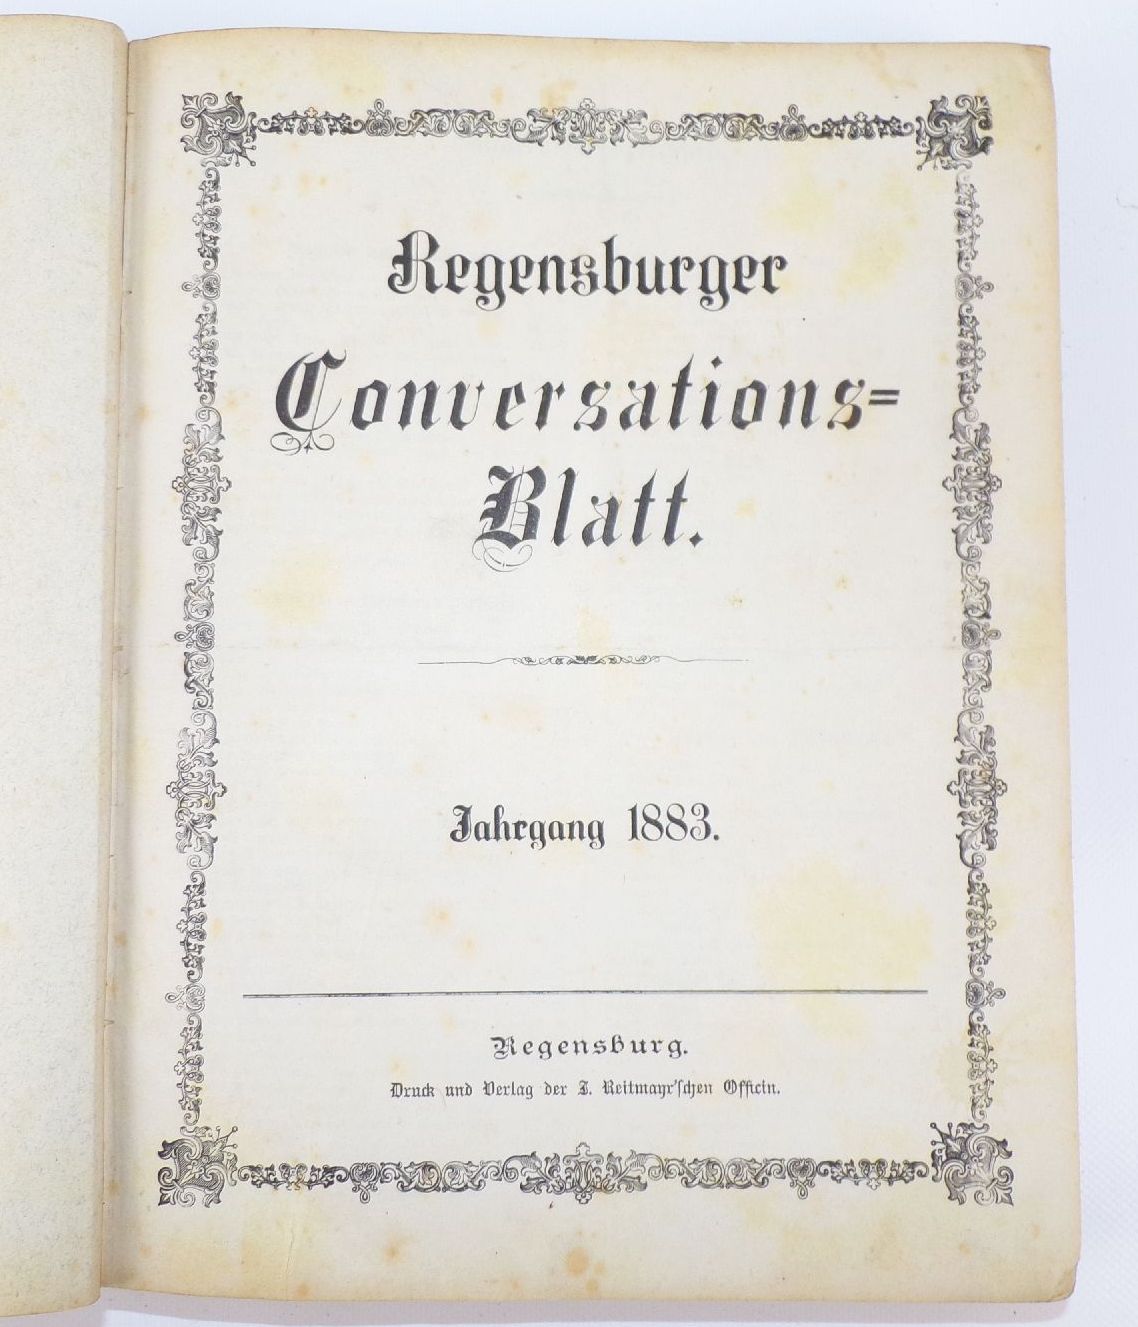 Regensburger
Conversations=
Blatt.
Jahrgang 1883.
Regensburg.
Druck und Verlag der J. Reitmayr'schen Officin.